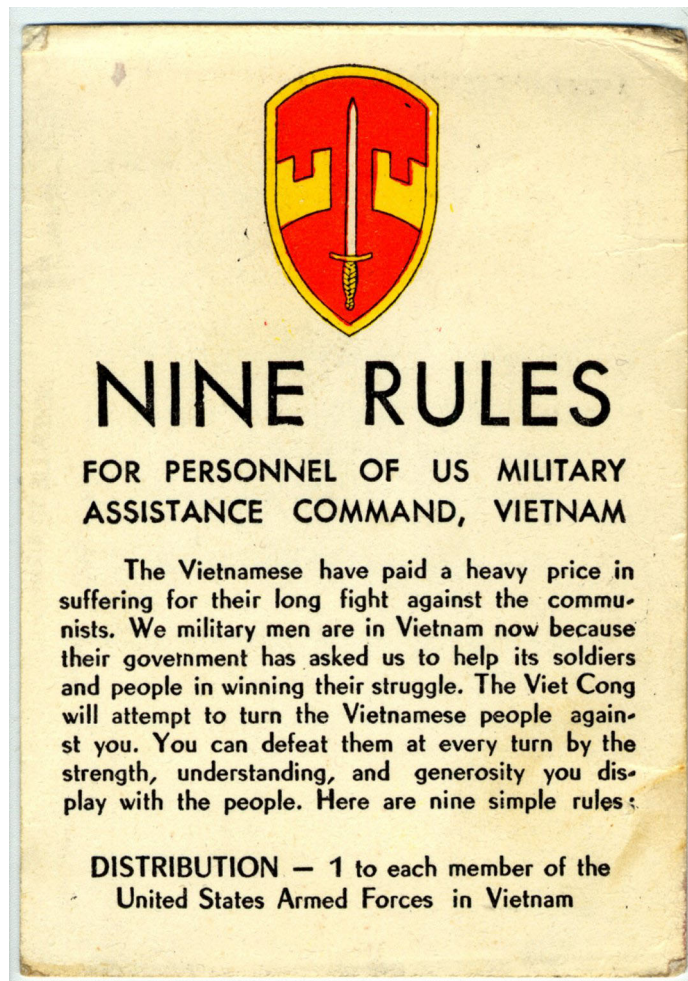 NINE RULES
FOR PERSONNEL OF US MILITARY
ASSISTANCE COMMAND, VIETNAM
The Vietnamese have paid a heavy price in
suffering for their long fight against the commu-
nists. We military men are in Vietnam now because
their government has asked us to help its soldiers
and people in winning their struggle. The Viet Cong
will attempt to turn the Vietnamese people again-
st you. You can defeat them at every turn by the
strength, understanding, and generosity you dis-
play with the people. Here are nine simple rules:
DISTRIBUTION — 1 to each member of the
United States Armed Forces in Vietnam